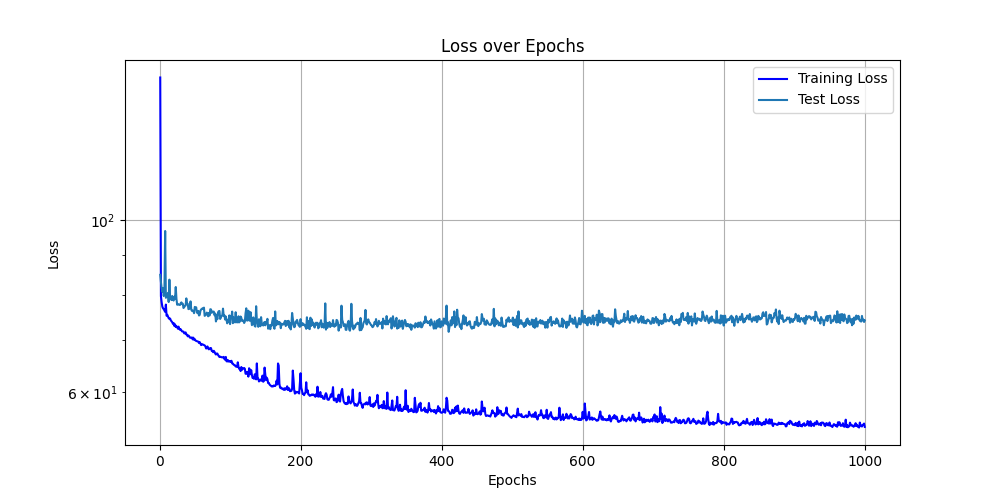 Loss over Epochs
Training Loss
Test Loss
10²
6 × 10¹
Loss
0 200 400 600 800 1000
Epochs